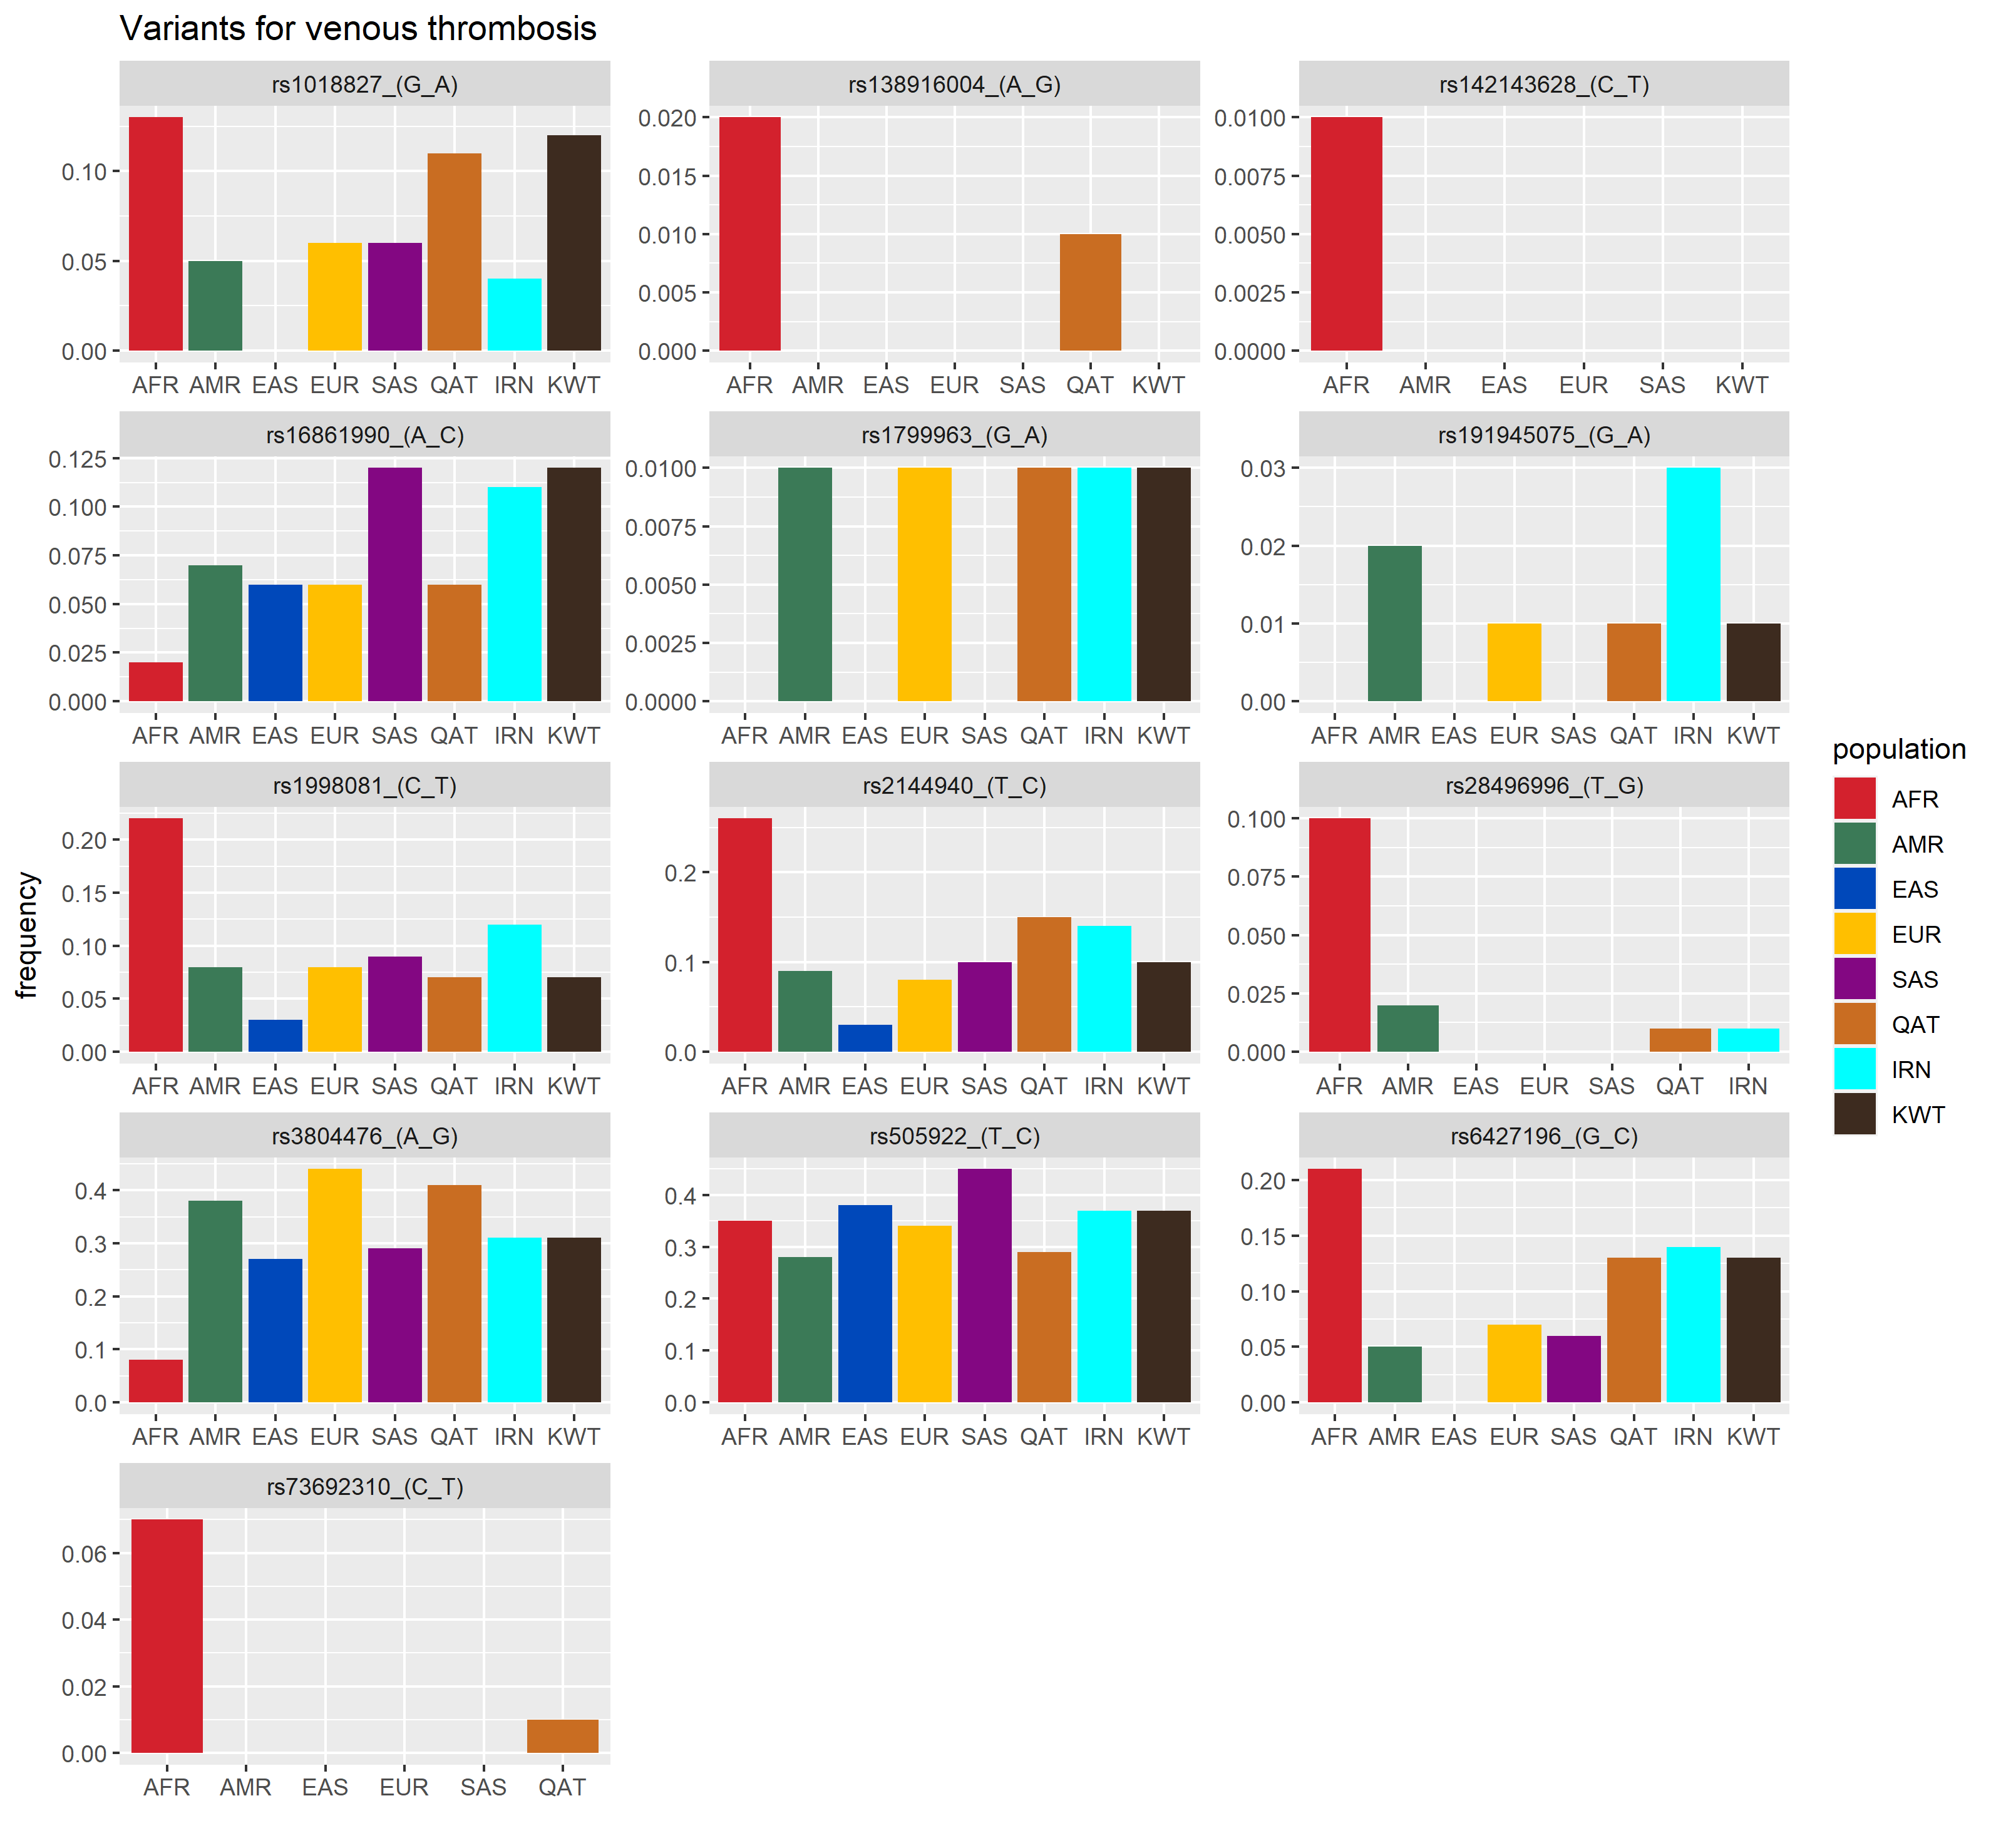 Variants for venous thrombosis
rs1018827_(G_A) rs138916004_(A_G) rs142143628_(C_T)
0.10
0.05
0.00
AFR AMR EAS EUR SAS QAT IRN KWT
0.020
0.015
0.010
0.005
0.000
AFR AMR EAS EUR SAS QAT KWT
0.0100
0.0075
0.0050
0.0025
0.0000
AFR AMR EAS EUR SAS KWT
rs16861990_(A_C) rs1799963_(G_A) rs191945075_(G_A)
0.125
0.100
0.075
0.050
0.025
0.000
AFR AMR EAS EUR SAS QAT IRN KWT
0.0100
0.0075
0.0050
0.0025
0.0000
AFR AMR EAS EUR SAS QAT IRN KWT
0.03
0.02
0.01
0.00
AFR AMR EAS EUR SAS QAT IRN KWT
rs1998081_(C_T) rs2144940_(T_C) rs28496996_(T_G)
0.20
0.15
0.10
0.05
0.00
AFR AMR EAS EUR SAS QAT IRN KWT
0.2
0.1
0.0
AFR AMR EAS EUR SAS QAT IRN KWT
0.100
0.075
0.050
0.025
0.000
AFR AMR EAS EUR SAS QAT IRN
rs3804476_(A_G) rs505922_(T_C) rs6427196_(G_C)
0.4
0.3
0.2
0.1
0.0
AFR AMR EAS EUR SAS QAT IRN KWT
0.4
0.3
0.2
0.1
0.0
AFR AMR EAS EUR SAS QAT IRN KWT
0.20
0.15
0.10
0.05
0.00
AFR AMR EAS EUR SAS QAT IRN KWT
rs73692310_(C_T)
0.06
0.04
0.02
0.00
AFR AMR EAS EUR SAS QAT
frequency
population
AFR
AMR
EAS
EUR
SAS
QAT
IRN
KWT